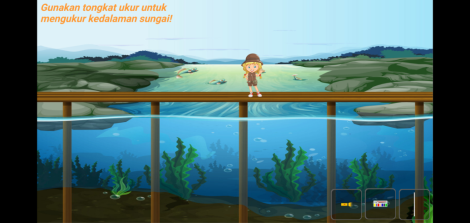 Gunakan tongkat ukur untuk
mengukur kedalaman sungai!